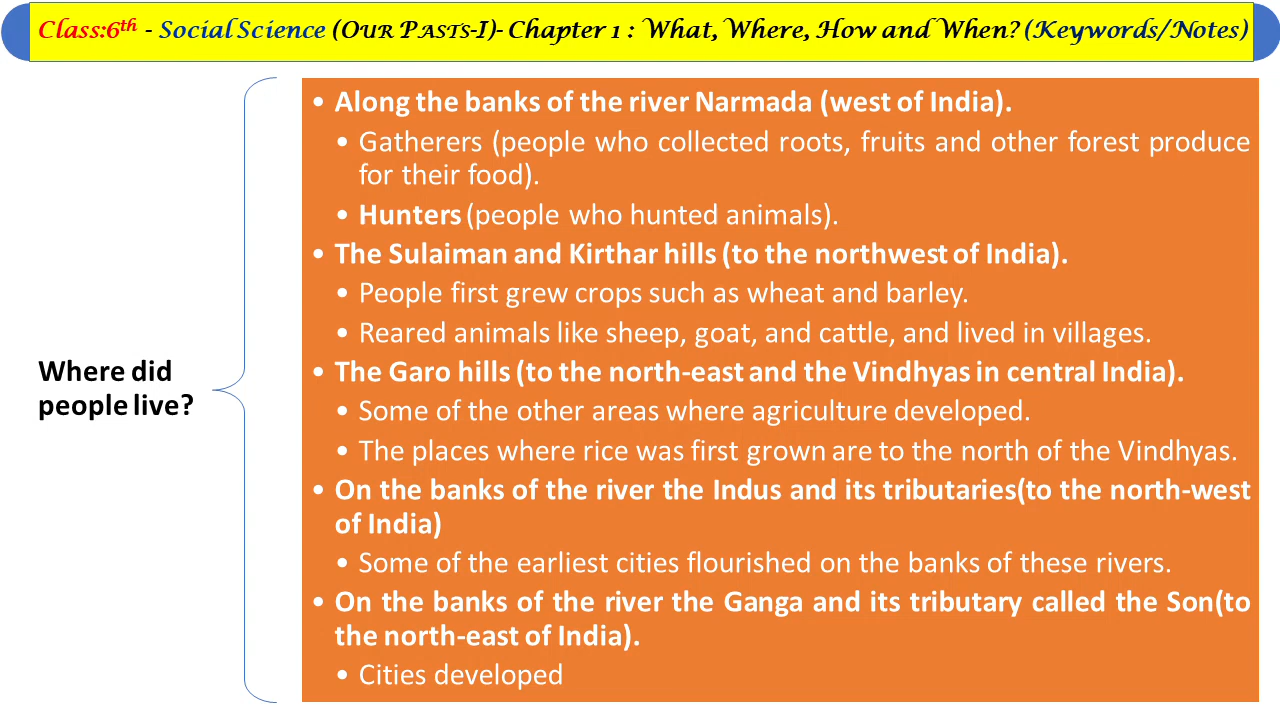 Class:6th - Social Science (OUR PASTS-I)- Chapter 1 : What, Where, How and When? (Keywords/Notes)
• Along the banks of the river Narmada (west of India).
• Gatherers (people who collected roots, fruits and other forest produce
for their food).
• Hunters (people who hunted animals).
• The Sulaiman and Kirthar hills (to the northwest of India).
• People first grew crops such as wheat and barley.
• Reared animals like sheep, goat, and cattle, and lived in villages.
Where did
people live?
• The Garo hills (to the north-east and the Vindhyas in central India).
• Some of the other areas where agriculture developed.
• The places where rice was first grown are to the north of the Vindhyas.
• On the banks of the river the Indus and its tributaries(to the north-west
of India)
• Some of the earliest cities flourished on the banks of these rivers.
• On the banks of the river the Ganga and its tributary called the Son(to
the north-east of India).
• Cities developed